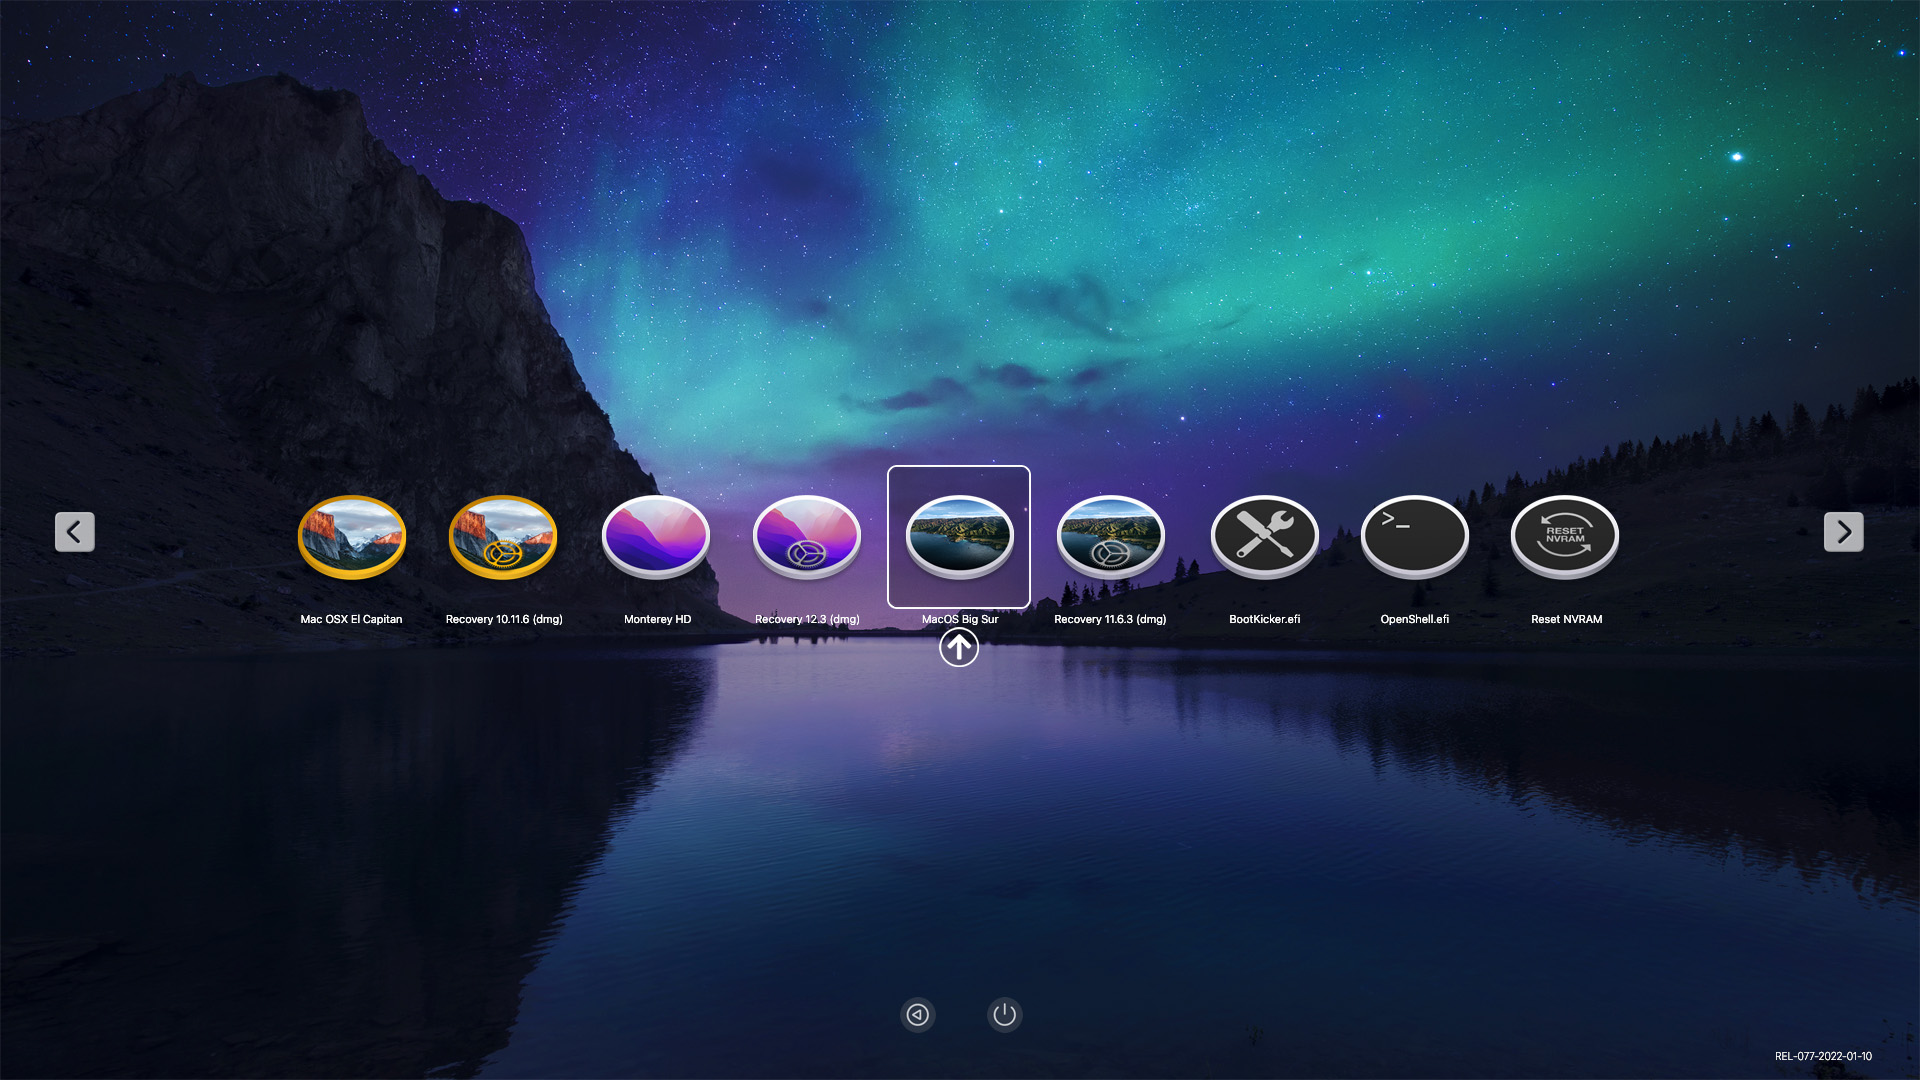 >_
RESET
NVRAM
Mac OSX El Capitan
Recovery 10.11.6 (dmg)
Monterey HD
Recovery 12.3 (dmg)
MacOS Big Sur
Recovery 11.6.3 (dmg)
BootKicker.efi
OpenShell.efi
Reset NVRAM
REL-077-2022-01-10